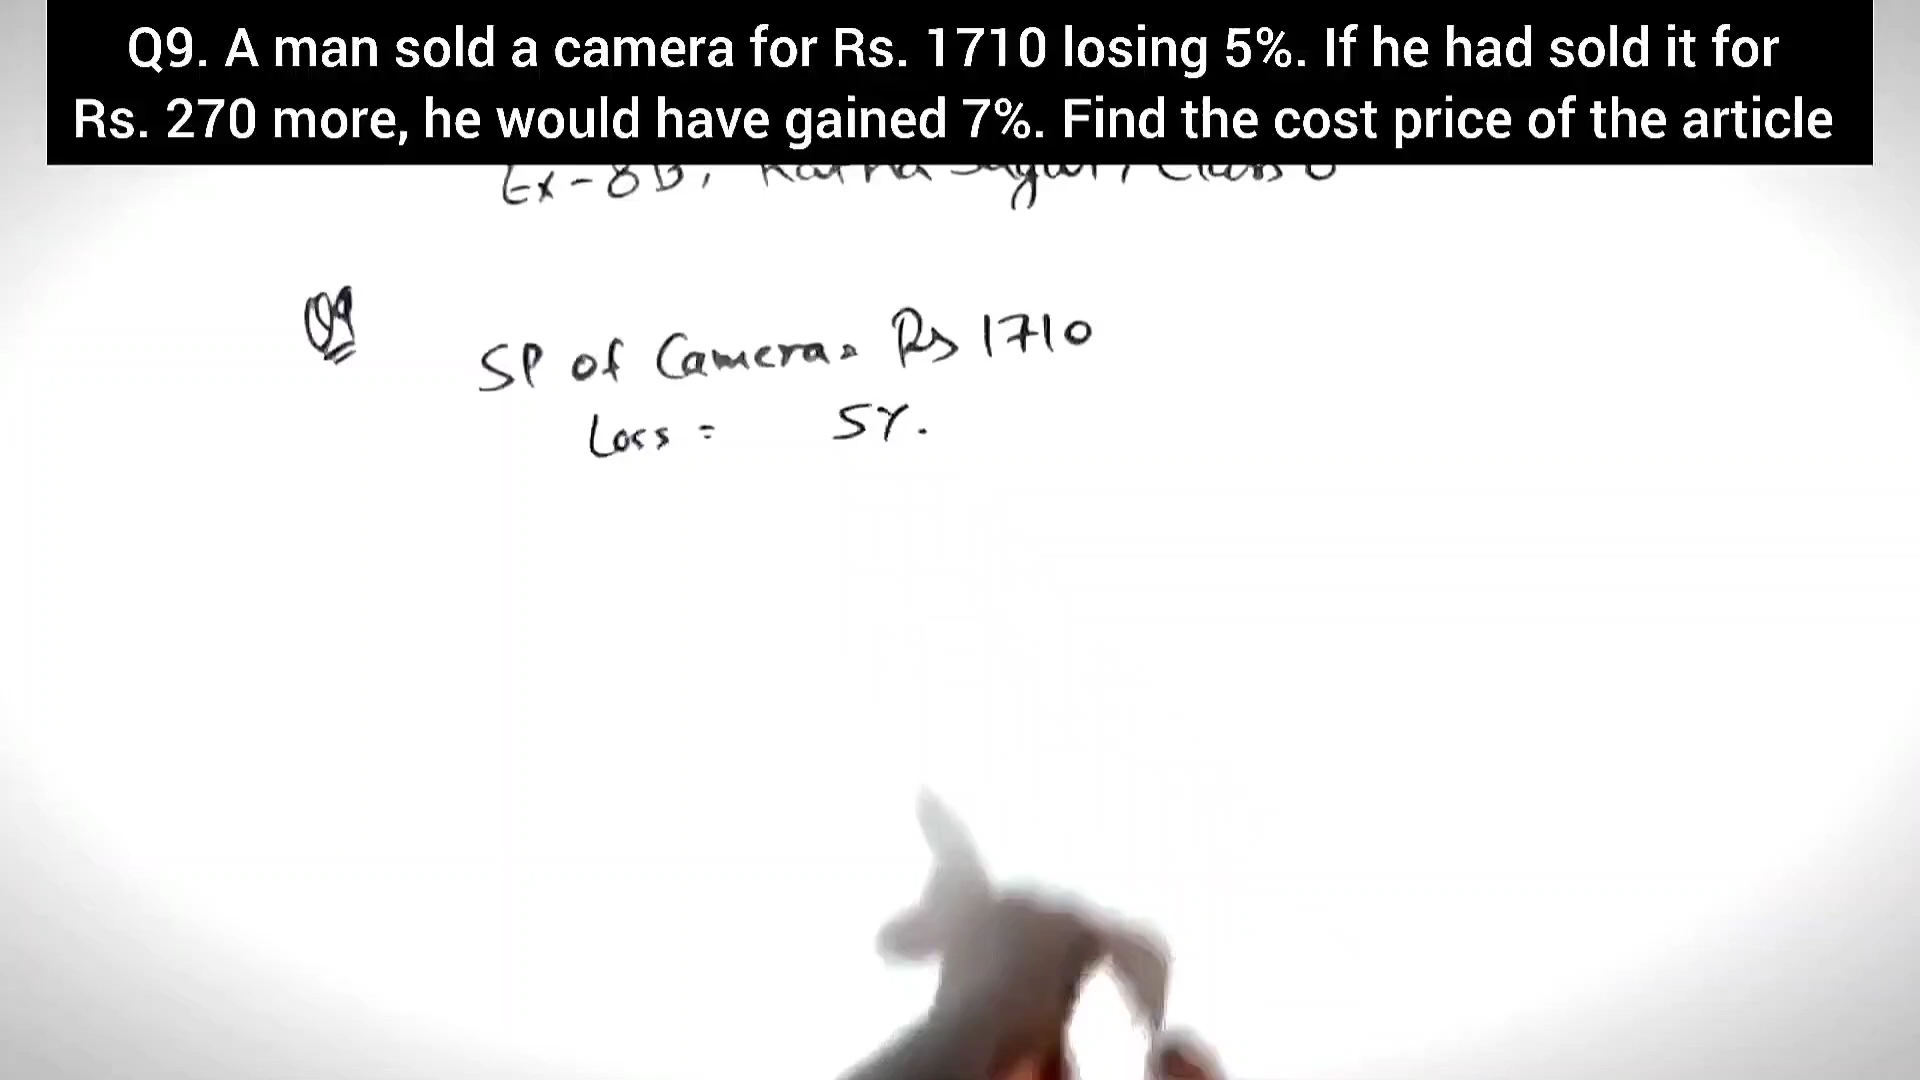 Q9. A man sold a camera for Rs. 1710 losing 5%. If he had sold it for
Rs. 270 more, he would have gained 7%. Find the cost price of the article
Ex-8B,
Q9
SP of Camera = Rs 1710
Loss = 5%.